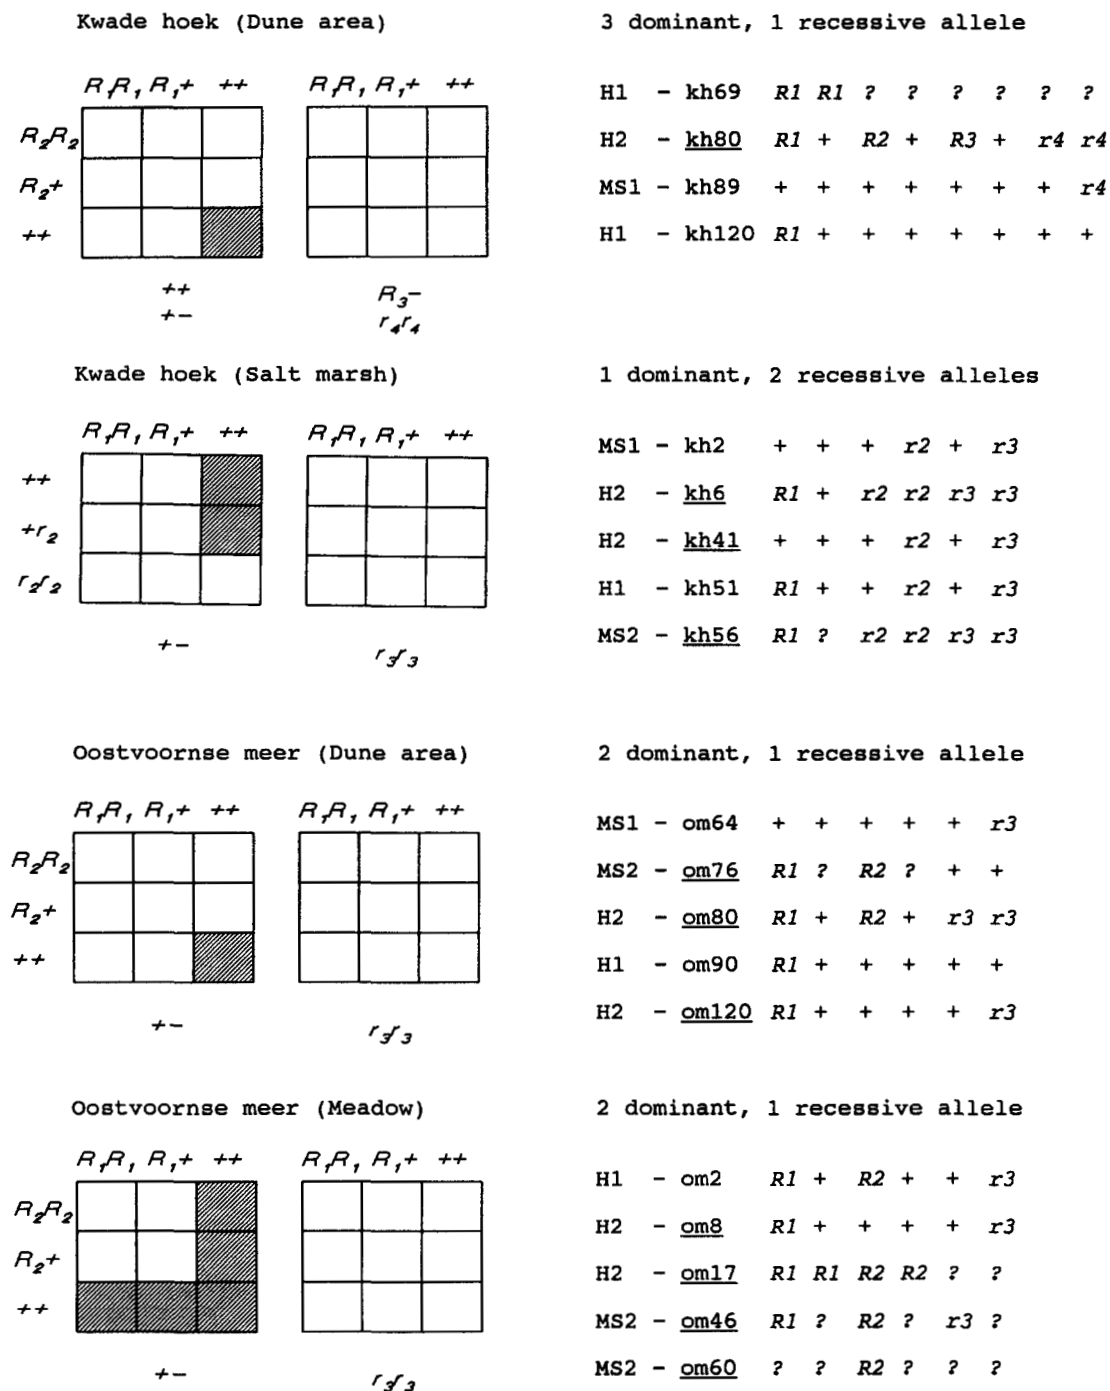 Kwade hoek (Dune area)
3 dominant, 1 recessive allele
R1R1 R1+ ++
R1R1 R1+ ++
R2R2
R2+
++
++
+-
R3-
r4r4
H1 - kh69 R1 R1 ? ? ? ? ? ?
H2 - kh80 R1 + R2 + R3 + r4 r4
MS1 - kh89 + + + + + + + r4
H1 - kh120 R1 + + + + + + +
Kwade hoek (Salt marsh)
1 dominant, 2 recessive alleles
R1R1 R1+ ++
R1R1 R1+ ++
++
+r2
r2r2
+-
r3r3
MS1 - kh2 + + + r2 + r3
H2 - kh6 R1 + r2 r2 r3 r3
H2 - kh41 + + + r2 + r3
H1 - kh51 R1 + + r2 + r3
MS2 - kh56 R1 ? r2 r2 r3 r3
Oostvoornse meer (Dune area)
2 dominant, 1 recessive allele
R1R1 R1+ ++
R1R1 R1+ ++
R2R2
R2+
++
+-
r3r3
MS1 - om64 + + + + + r3
MS2 - om76 R1 ? R2 ? + +
H2 - om80 R1 + R2 + r3 r3
H1 - om90 R1 + + + + +
H2 - om120 R1 + + + + r3
Oostvoornse meer (Meadow)
2 dominant, 1 recessive allele
R1R1 R1+ ++
R1R1 R1+ ++
R2R2
R2+
++
+-
r3r3
H1 - om2 R1 + R2 + + r3
H2 - om8 R1 + + + + r3
H2 - om17 R1 R1 R2 R2 ? ?
MS2 - om46 R1 ? R2 ? r3 ?
MS2 - om60 ? ? R2 ? ? ?